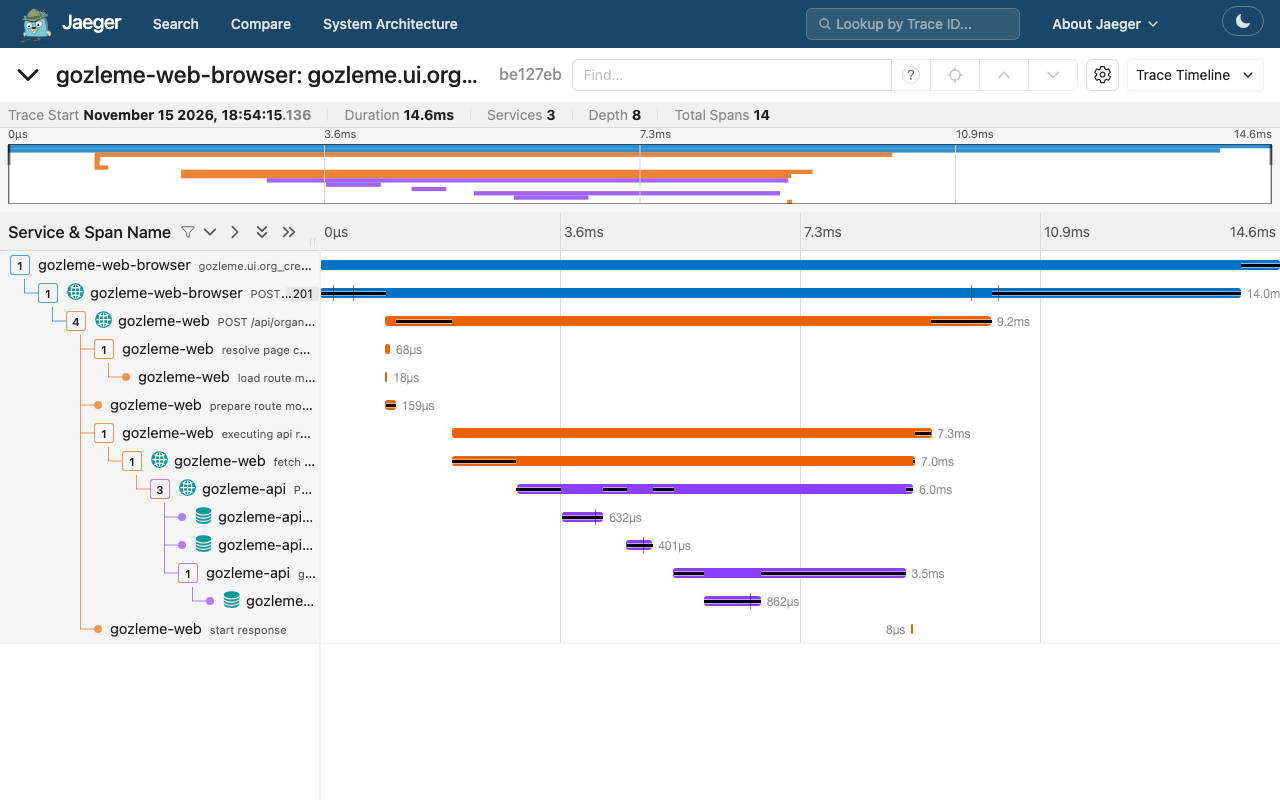 Jaeger Search Compare System Architecture Lookup by Trace ID... About Jaeger
gozleme-web-browser: gozleme.ui.org... be127eb Find... ? Trace Timeline
Trace Start November 15 2026, 18:54:15.136 Duration 14.6ms Services 3 Depth 8 Total Spans 14
0μs 3.6ms 7.3ms 10.9ms 14.6ms
Service & Span Name 0μs 3.6ms 7.3ms 10.9ms 14.6ms
1 gozleme-web-browser gozleme.ui.org_cre...
1 gozleme-web-browser POST...201 14.0m
4 gozleme-web POST /api/organ... 9.2ms
1 gozleme-web resolve page c... 68μs
gozleme-web load route m... 18μs
gozleme-web prepare route mo... 159μs
1 gozleme-web executing api r... 7.3ms
1 gozleme-web fetch ... 7.0ms
3 gozleme-api P... 6.0ms
gozleme-api... 632μs
gozleme-api... 401μs
1 gozleme-api g... 3.5ms
gozleme... 862μs
gozleme-web start response 8μs